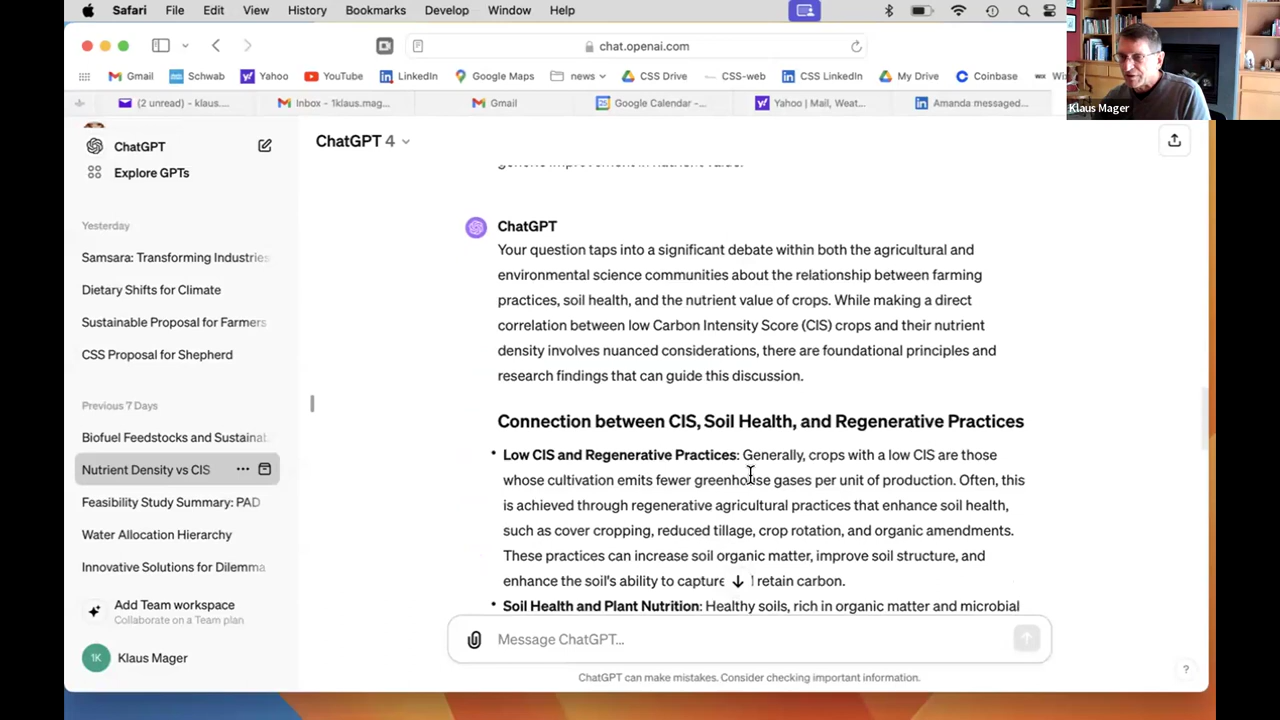 Safari File Edit View History Bookmarks Develop Window Help
chat.openai.com
Gmail Schwab Yahoo YouTube LinkedIn Google Maps news CSS Drive CSS-web CSS LinkedIn My Drive Coinbase
Klaus Mager
(2 unread) - klaus.... Inbox - 1klaus.mag... Gmail Google Calendar -... Yahoo | Mail, Weat... Amanda messaged...
ChatGPT
Explore GPTs
Yesterday
Samsara: Transforming Industries
Dietary Shifts for Climate
Sustainable Proposal for Farmers
CSS Proposal for Shepherd
Previous 7 Days
Biofuel Feedstocks and Sustainat
Nutrient Density vs CIS ...
Feasibility Study Summary: PAD
Water Allocation Hierarchy
Innovative Solutions for Dilemma
Add Team workspace
Collaborate on a Team plan
1K Klaus Mager
ChatGPT 4
ChatGPT
Your question taps into a significant debate within both the agricultural and
environmental science communities about the relationship between farming
practices, soil health, and the nutrient value of crops. While making a direct
correlation between low Carbon Intensity Score (CIS) crops and their nutrient
density involves nuanced considerations, there are foundational principles and
research findings that can guide this discussion.
Connection between CIS, Soil Health, and Regenerative Practices
• Low CIS and Regenerative Practices: Generally, crops with a low CIS are those
whose cultivation emits fewer greenhouse gases per unit of production. Often, this
is achieved through regenerative agricultural practices that enhance soil health,
such as cover cropping, reduced tillage, crop rotation, and organic amendments.
These practices can increase soil organic matter, improve soil structure, and
enhance the soil's ability to capture retain carbon.
• Soil Health and Plant Nutrition: Healthy soils, rich in organic matter and microbial
Message ChatGPT...
ChatGPT can make mistakes. Consider checking important information.
?